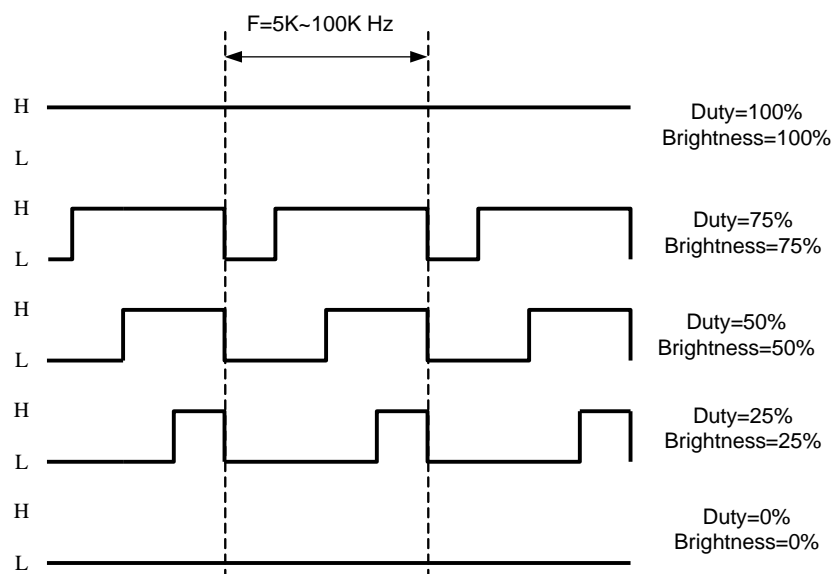 F=5K~100K Hz
H
L
Duty=100%
Brightness=100%
H
L
Duty=75%
Brightness=75%
H
L
Duty=50%
Brightness=50%
H
L
Duty=25%
Brightness=25%
H
L
Duty=0%
Brightness=0%